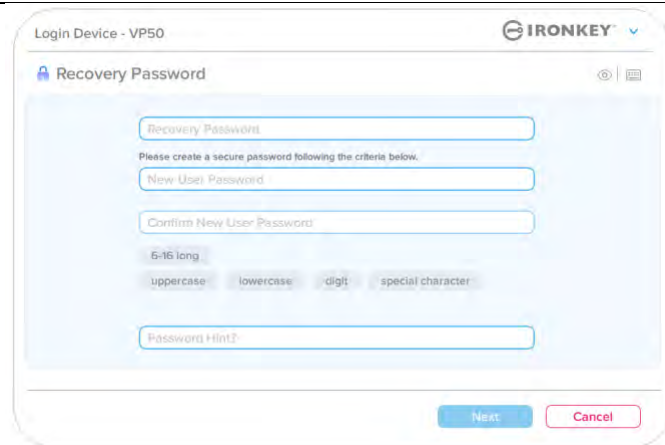 Login Device - VP50
IRONKEY™
Recovery Password
Recovery Password
Please create a secure password following the criteria below.
New User Password
Confirm New User Password
6-16 long
uppercase lowercase digit special character
Password Hint?
Next Cancel